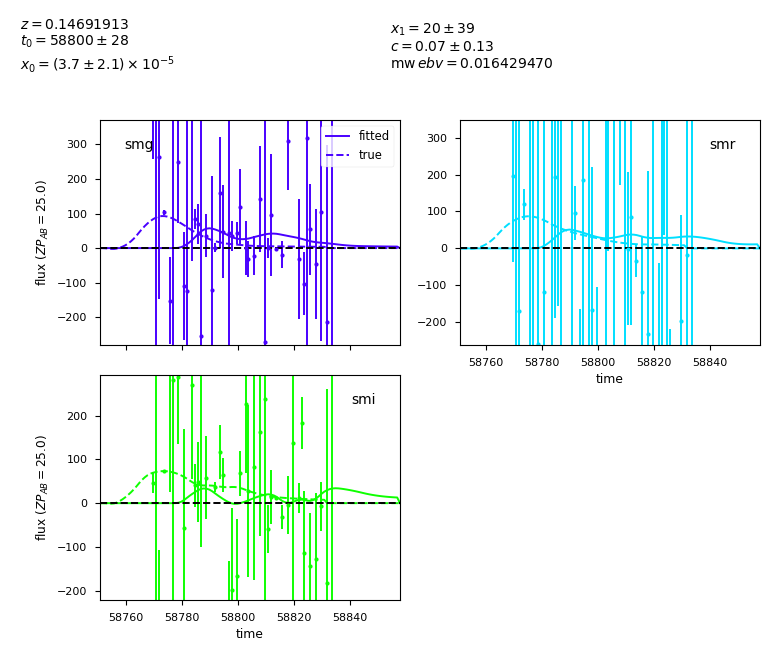 z = 0.14691913
t₀ = 58800 ± 28
x₀ = (3.7 ± 2.1) × 10⁻⁵
x₁ = 20 ± 39
c = 0.07 ± 0.13
mw ebv = 0.016429470
smg
fitted
true
flux (ZP_AB = 25.0)
300
200
100
0
−100
−200
smr
300
200
100
0
−100
−200
58760 58780 58800 58820 58840
time
smi
flux (ZP_AB = 25.0)
200
100
0
−100
−200
58760 58780 58800 58820 58840
time